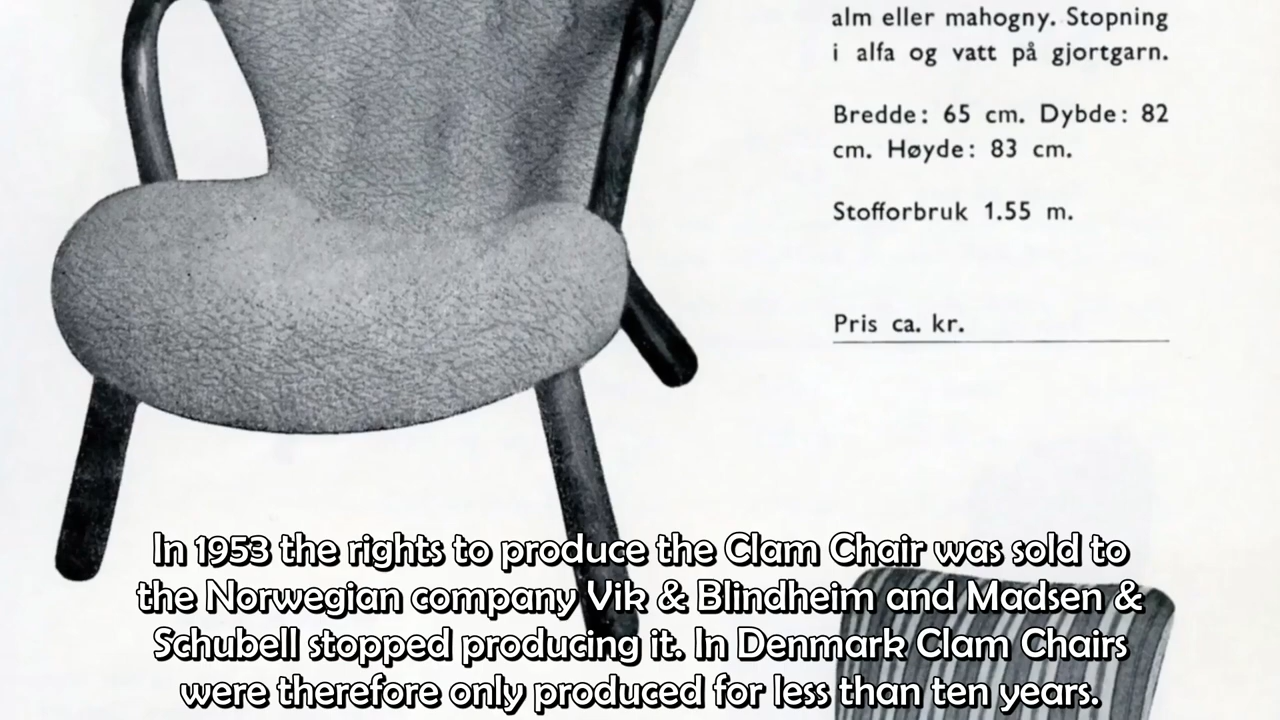 alm eller mahogny. Stopning
i alfa og vatt på gjortgarn.
Bredde: 65 cm. Dybde: 82
cm. Høyde: 83 cm.
Stofforbruk 1.55 m.
Pris ca. kr.
In 1953 the rights to produce the Clam Chair was sold to
the Norwegian company Vik & Blindheim and Madsen &
Schubell stopped producing it. In Denmark Clam Chairs
were therefore only produced for less than ten years.